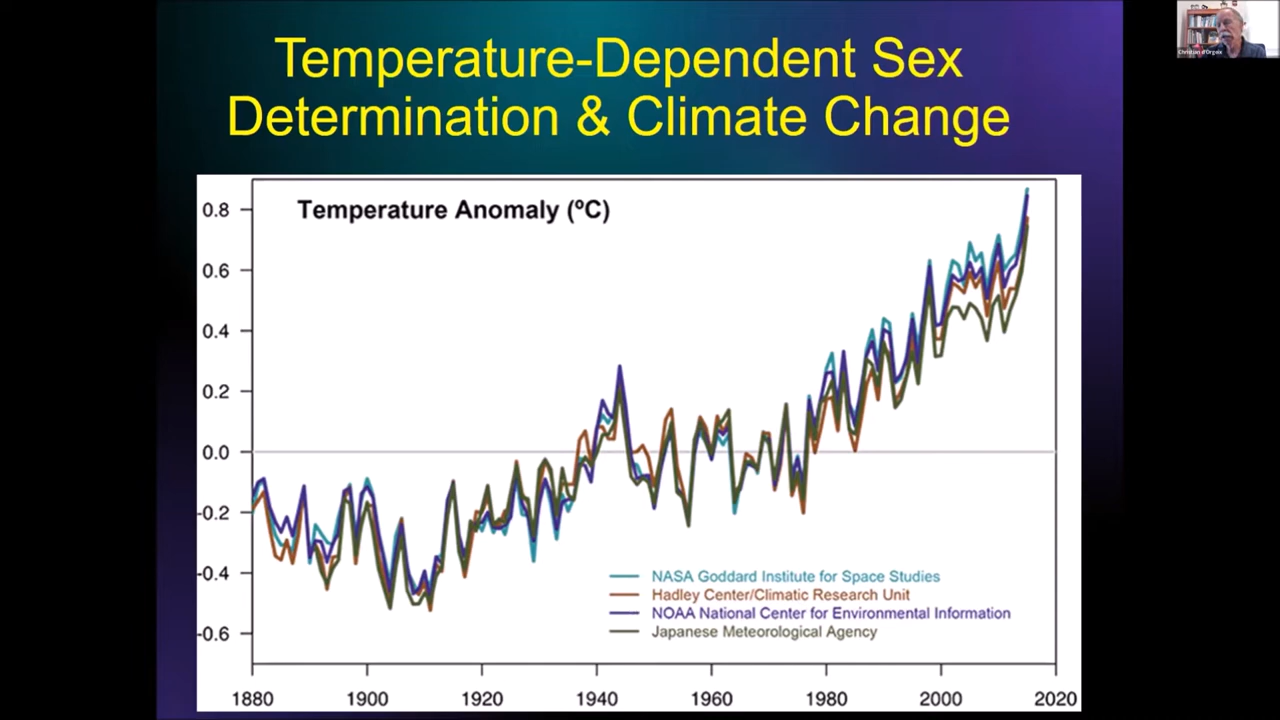 Temperature-Dependent Sex
Determination & Climate Change
Christian d'Orgeix
Temperature Anomaly (ºC)
0.8
0.6
0.4
0.2
0.0
-0.2
-0.4
-0.6
NASA Goddard Institute for Space Studies
Hadley Center/Climatic Research Unit
NOAA National Center for Environmental Information
Japanese Meteorological Agency
1880 1900 1920 1940 1960 1980 2000 2020